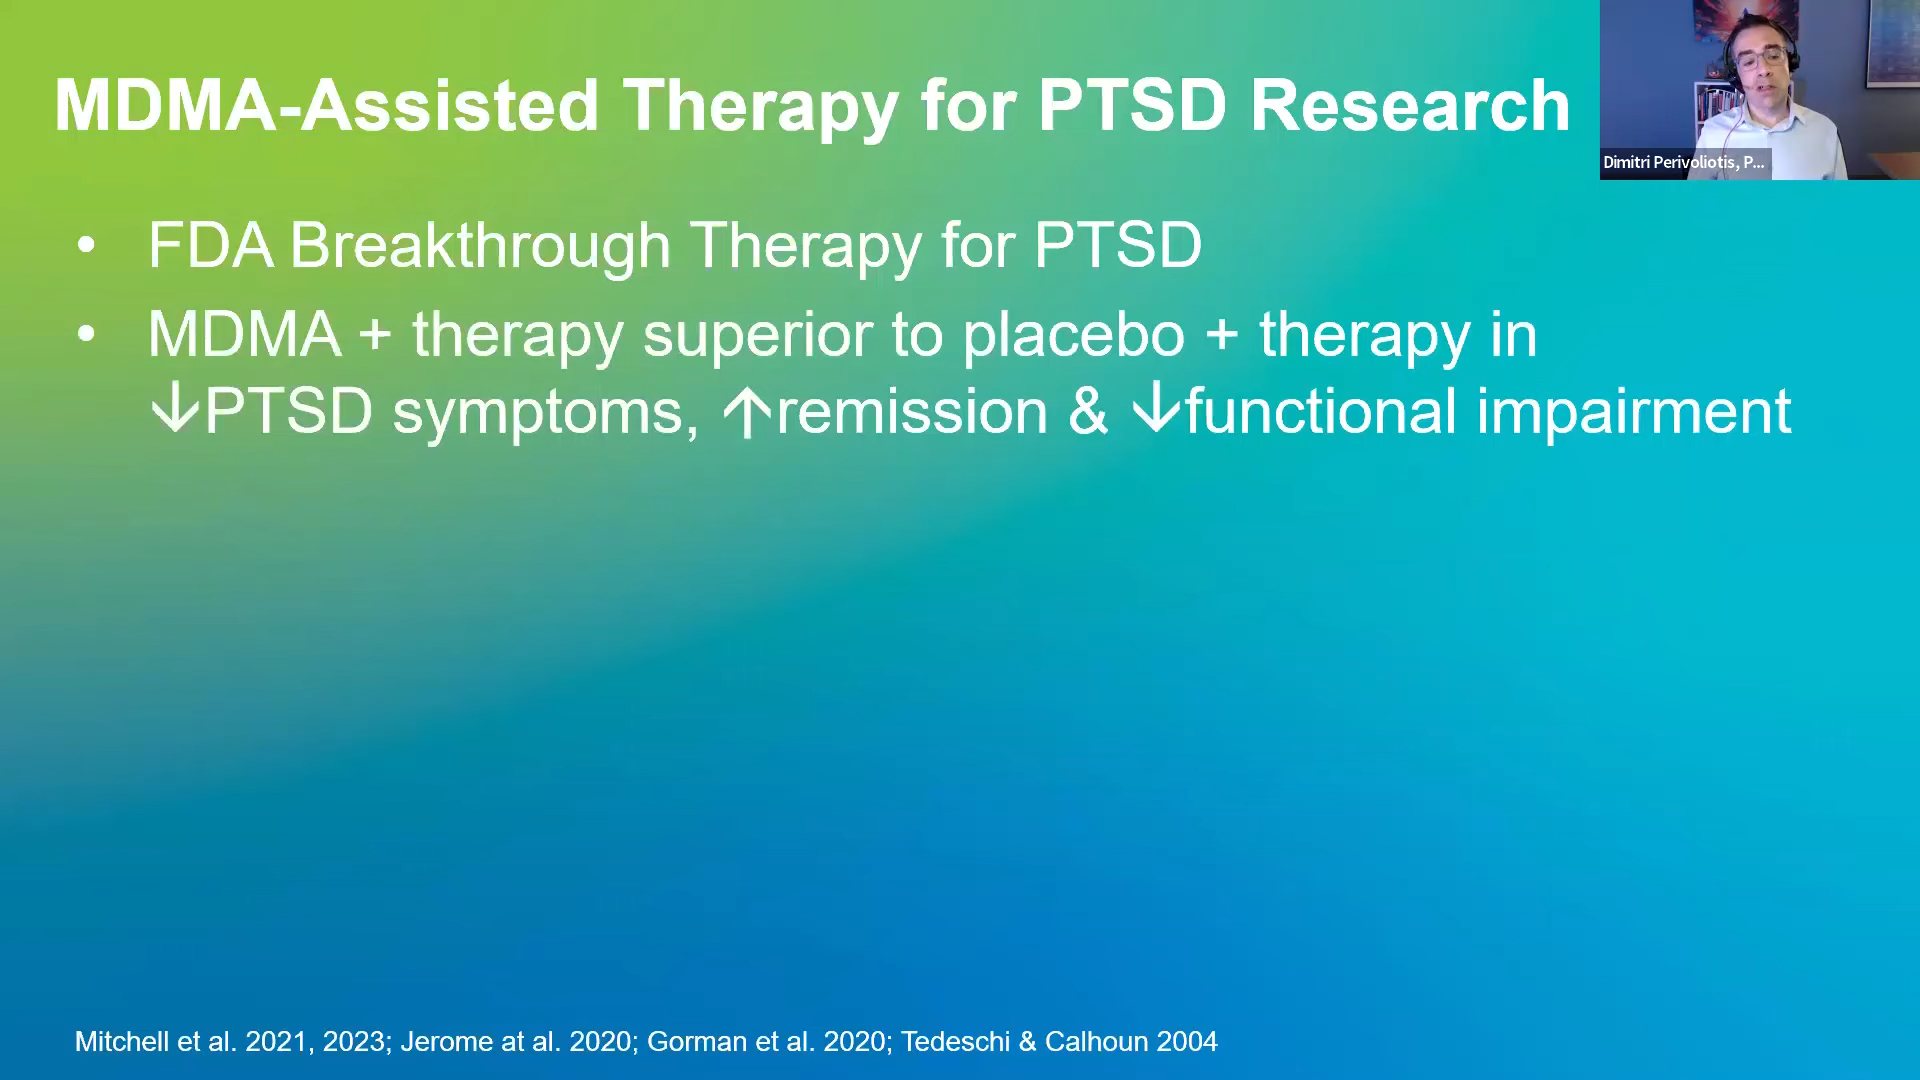 MDMA-Assisted Therapy for PTSD Research
Dimitri Perivoliotis, P...
• FDA Breakthrough Therapy for PTSD
• MDMA + therapy superior to placebo + therapy in
↓PTSD symptoms, ↑remission & ↓functional impairment
Mitchell et al. 2021, 2023; Jerome at al. 2020; Gorman et al. 2020; Tedeschi & Calhoun 2004